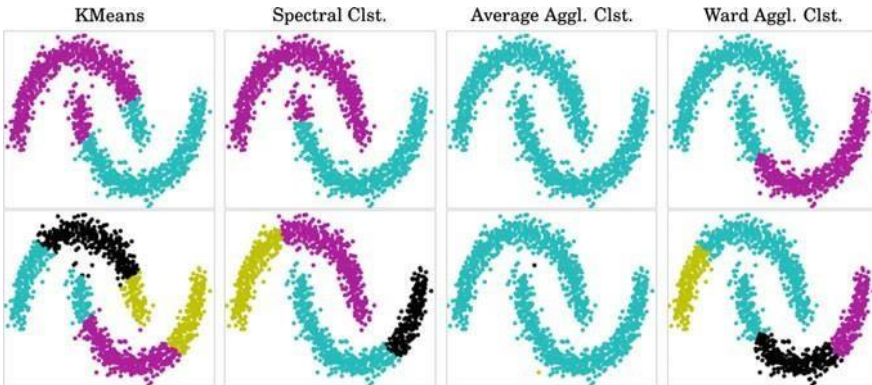 KMeans
Spectral Clst.
Average Aggl. Clst.
Ward Aggl. Clst.